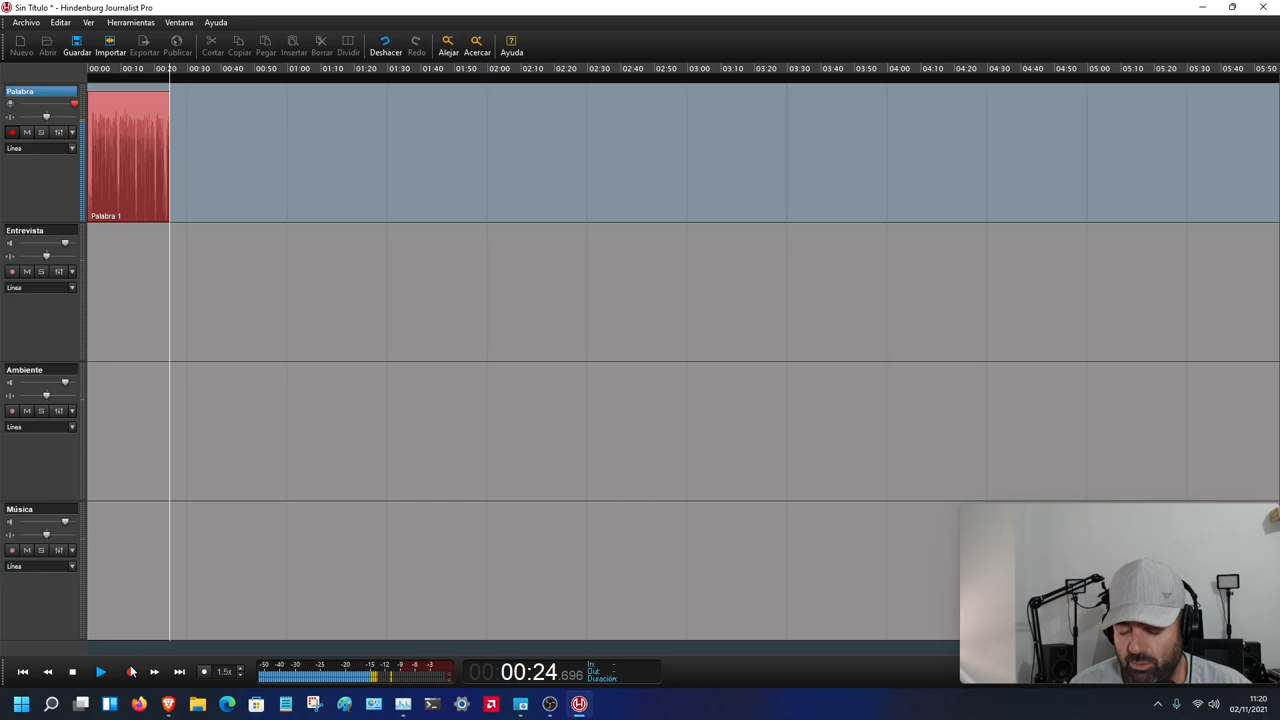 Sin Título * - Hindenburg Journalist Pro
Archivo Editar Ver Herramientas Ventana Ayuda
Nuevo Abrir Guardar Importar Exportar Publicar Cortar Copiar Pegar Insertar Borrar Dividir Deshacer Redo Alejar Acercar Ayuda
00:00 00:10 00:20 00:30 00:40 00:50 01:00 01:10 01:20 01:30 01:40 01:50 02:00 02:10 02:20 02:30 02:40 02:50 03:00 03:10 03:20 03:30 03:40 03:50 04:00 04:10 04:20 04:30 04:40 04:50 05:00 05:10 05:20 05:30 05:40 05:50
Palabra
M S
Línea
Palabra 1
Entrevista
M S
Línea
Ambiente
M S
Línea
Música
M S
Línea
1.5x
-50 -40 -30 -25 -20 -15 -12 -9 -6 -3
00:00:24.696
In: -
Out: -
Duración: -
11:20
02/11/2021